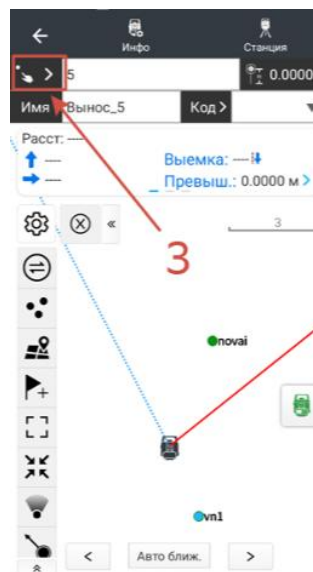 Инфо
Станция
5
0.0000
Имя
Вынос_5
Код
Расст: ---
---
Выемка: ---
---
Превыш.: 0.0000 м
3
3
novai
vn1
Авто ближ.